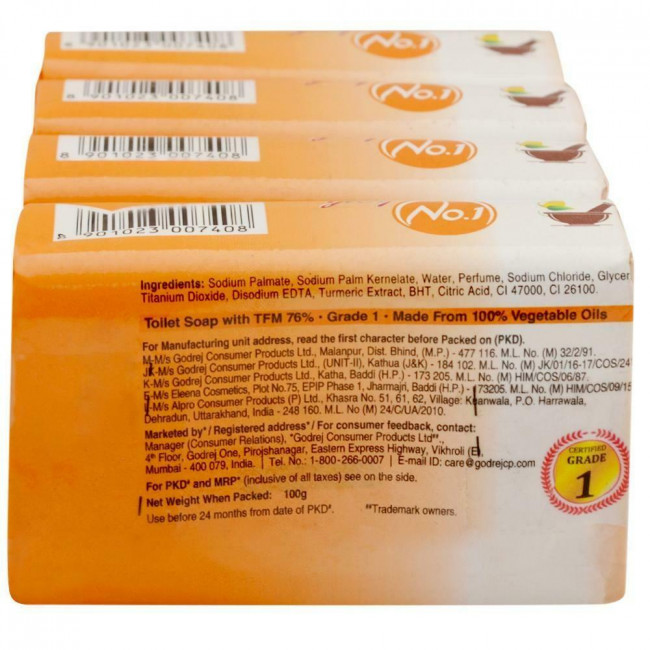 No.1
8 901023 007408
No.1
8 901023 007408
No.1
8 901023 007408
No.1
901023 007408
Ingredients: Sodium Palmate, Sodium Palm Kernelate, Water, Perfume, Sodium Chloride, Glycer
Titanium Dioxide, Disodium EDTA, Turmeric Extract, BHT, Citric Acid, CI 47000, CI 26100.
Toilet Soap with TFM 76% · Grade 1 · Made From 100% Vegetable Oils
For Manufacturing unit address, read the first character before Packed on (PKD).
M-M/s Godrej Consumer Products Ltd., Malanpur, Dist. Bhind, (M.P.) - 477 116. M.L. No. (M) 32/2/91.
JK-M/s Godrej Consumer Products Ltd., (UNIT-II), Kathua (J&K) - 184 102. M.L. No. (M) JK/01/16-17/COS/24
K-M/s Godrej Consumer Products Ltd., Katha, Baddi (H.P.) - 173 205. M.L. No. (M) HIM/COS/06/87.
E-M/s Eleena Cosmetics, Plot No.75, EPIP Phase 1, Jharmajri, Baddi (H.P.) - 173205. M.L. No. (M) HIM/COS/09/15
-M/s Alpro Consumer Products (P) Ltd., Khasra No. 51, 61, 62, Village: Kuanwala, P.O. Harrawala,
Dehradun, Uttarakhand, India - 248 160. M.L. No (M) 24/C/UA/2010.
Marketed by* / Registered address* / For consumer feedback, contact:
Manager (Consumer Relations), *Godrej Consumer Products Ltd**.,
4th Floor, Godrej One, Pirojshanagar, Eastern Express Highway, Vikhroli (E),
Mumbai - 400 079, India. | Tel. No.: 1-800-266-0007 | E-mail ID: care@godrejcp.com
For PKD# and MRP* (inclusive of all taxes) see on the side.
Net Weight When Packed: 100g
Use before 24 months from date of PKD#. **Trademark owners.
CERTIFIED
GRADE
1